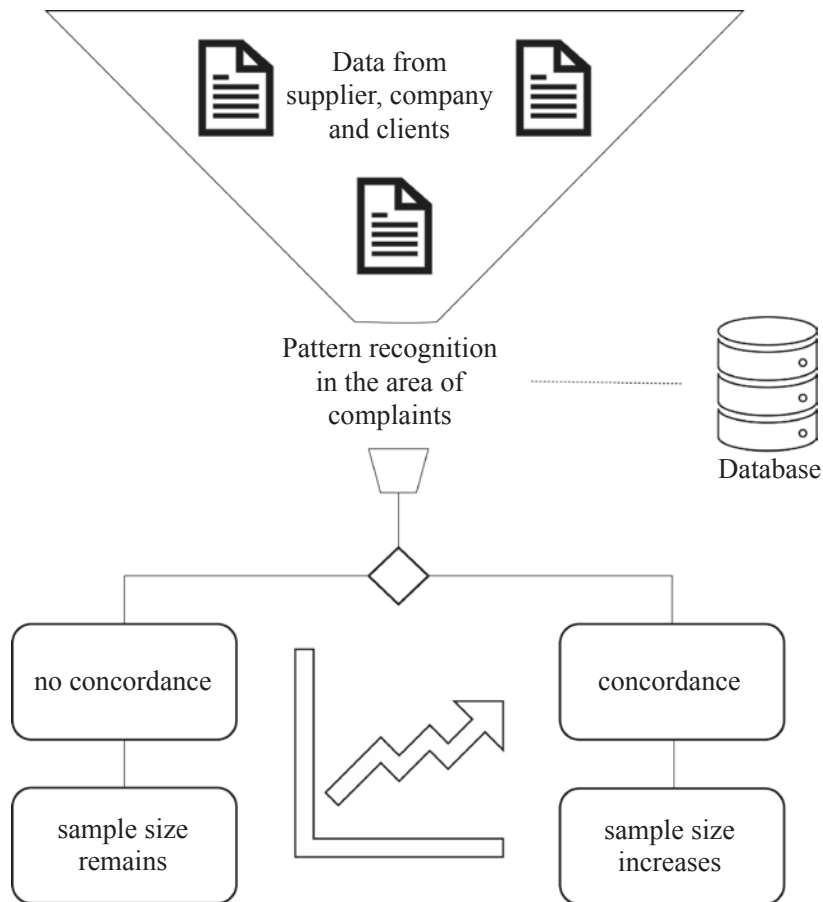 Data from
supplier, company
and clients
Pattern recognition
in the area of
complaints
Database
no concordance
concordance
sample size
remains
sample size
increases